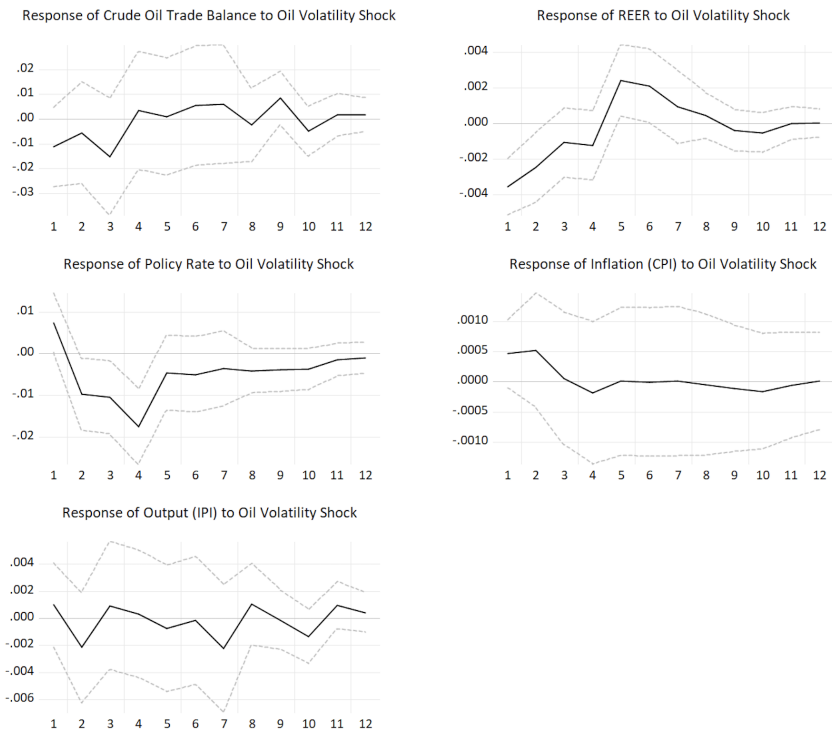 Response of Crude Oil Trade Balance to Oil Volatility Shock
.02
.01
.00
-.01
-.02
-.03
1 2 3 4 5 6 7 8 9 10 11 12
Response of REER to Oil Volatility Shock
.004
.002
.000
-.002
-.004
1 2 3 4 5 6 7 8 9 10 11 12
Response of Policy Rate to Oil Volatility Shock
.01
.00
-.01
-.02
1 2 3 4 5 6 7 8 9 10 11 12
Response of Inflation (CPI) to Oil Volatility Shock
.0010
.0005
.0000
-.0005
-.0010
1 2 3 4 5 6 7 8 9 10 11 12
Response of Output (IPI) to Oil Volatility Shock
.004
.002
.000
-.002
-.004
-.006
1 2 3 4 5 6 7 8 9 10 11 12